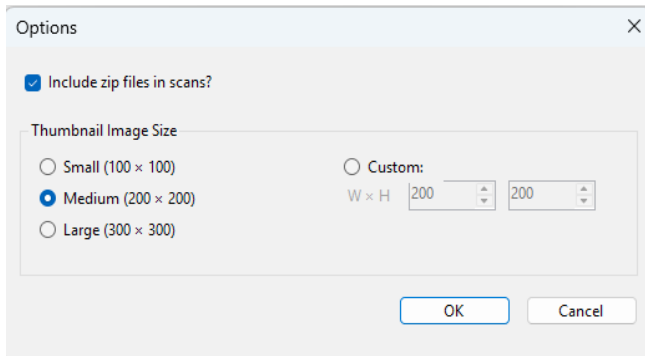 Options
Include zip files in scans?
Thumbnail Image Size
Small (100 × 100)
Medium (200 × 200)
Large (300 × 300)
Custom:
W × H 200 200
OK Cancel